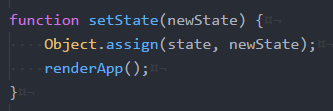 function setState(newState) {
    Object.assign(state, newState);
    renderApp();
}